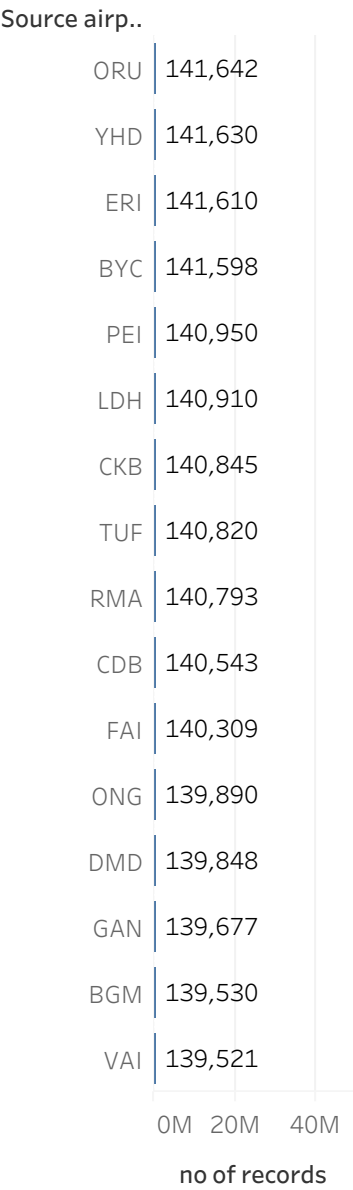 Source airp..
ORU 141,642
YHD 141,630
ERI 141,610
BYC 141,598
PEI 140,950
LDH 140,910
CKB 140,845
TUF 140,820
RMA 140,793
CDB 140,543
FAI 140,309
ONG 139,890
DMD 139,848
GAN 139,677
BGM 139,530
VAI 139,521
0M 20M 40M
no of records